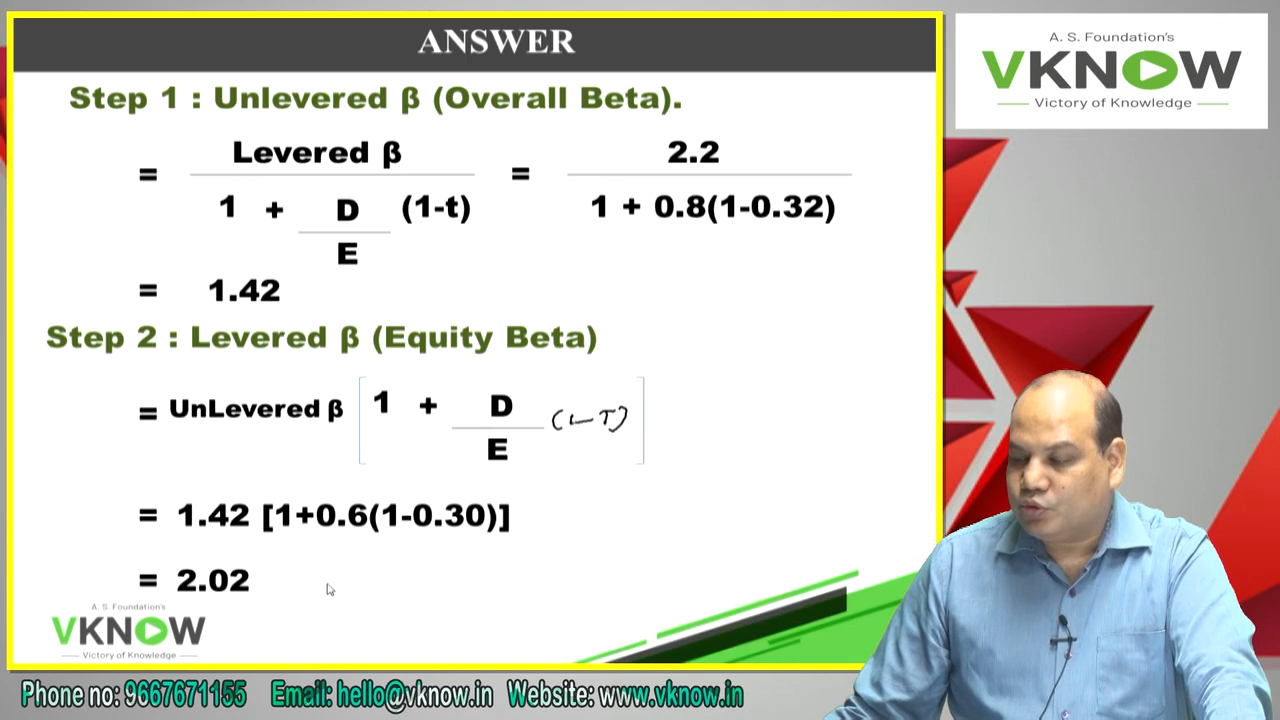 ANSWER
A. S. Foundation's
VKNOW
Victory of Knowledge
Step 1 : Unlevered β (Overall Beta).
= Levered β / 1 + D/E (1-t) = 2.2 / 1 + 0.8(1-0.32)
= 1.42
Step 2 : Levered β (Equity Beta)
= UnLevered β [1 + D/E (1-T)]
= 1.42 [1+0.6(1-0.30)]
= 2.02
A. S. Foundation's
VKNOW
Victory of Knowledge
Phone no: 9667671155 Email: hello@vknow.in Website: www.vknow.in